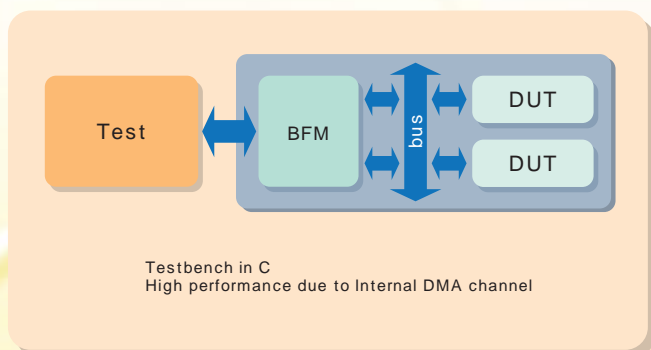 Test
BFM
bus
DUT
DUT
Testbench in C
High performance due to Internal DMA channel